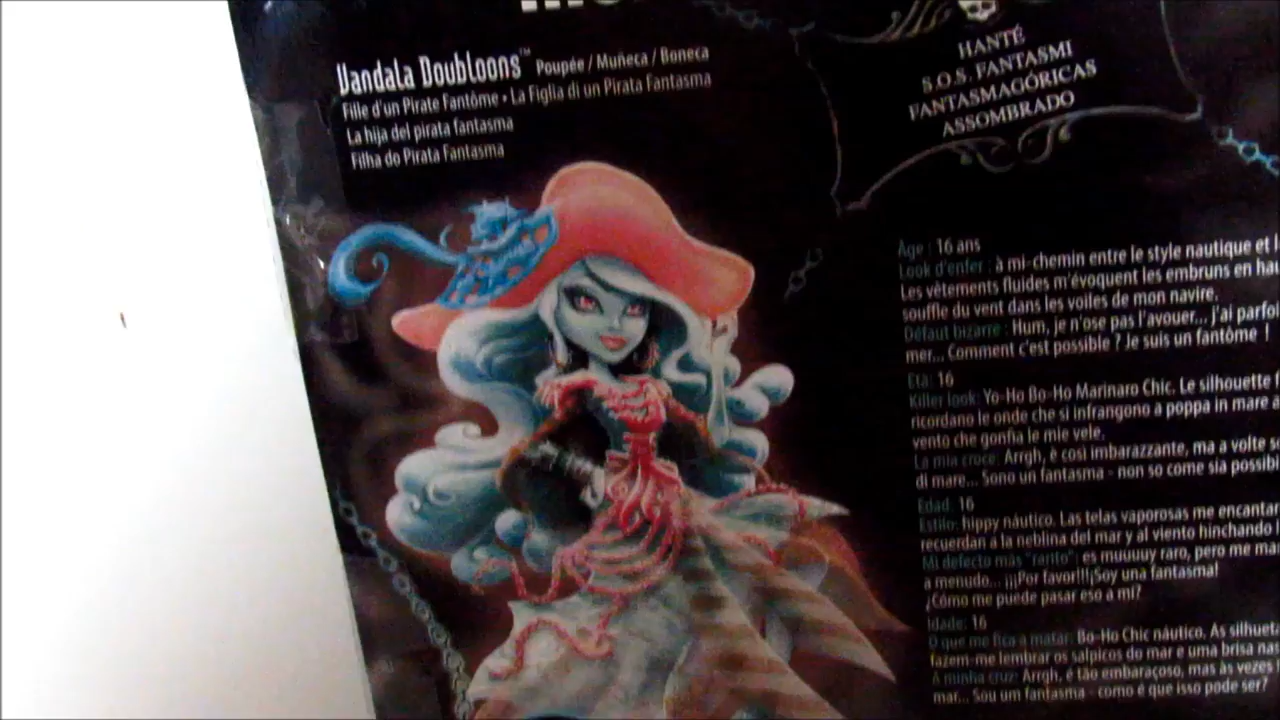 Vandala Doubloons™ Poupée / Muñeca / Boneca
Fille d'un Pirate Fantôme • La Figlia di un Pirata Fantasma
La hija del pirata fantasma
Filha do Pirata Fantasma
HANTÉ
S.O.S. FANTASMI
FANTASMAGÓRICAS
ASSOMBRADO
Âge : 16 ans
Look d'enfer : à mi-chemin entre le style nautique et
Les vêtements fluides m'évoquent les embruns en
souffle du vent dans les voiles de mon navire.
Défaut bizarre : Hum, je n'ose pas l'avouer... j'ai
mer... Comment c'est possible ? Je suis un fantôme !
Età: 16
Killer look: Yo-Ho Bo-Ho Marinaro Chic. Le silhouette
ricordano le onde che si infrangono a poppa in mare
vento che gonfia le mie vele.
La mia croce: Arrgh, è così imbarazzante, ma a volte
di mare... Sono un fantasma - non so come sia
Edad: 16
Estilo: hippy náutico. Las telas vaporosas me
recuerdan a la neblina del mar y al viento hinchando
Mi defecto más "rarito": es muuuuy raro, pero me
a menudo... ¡¡¡Por favor!!!¡Soy una fantasma!
¿Cómo me puede pasar eso a mí?
Idade: 16
O que me fica a matar: Bo-Ho Chic náutico. As
fazem-me lembrar os salpicos do mar e uma brisa
A minha cruz: Arrgh, é tão embaraçoso, mas às vezes
mar... Sou um fantasma - como é que isso pode ser?